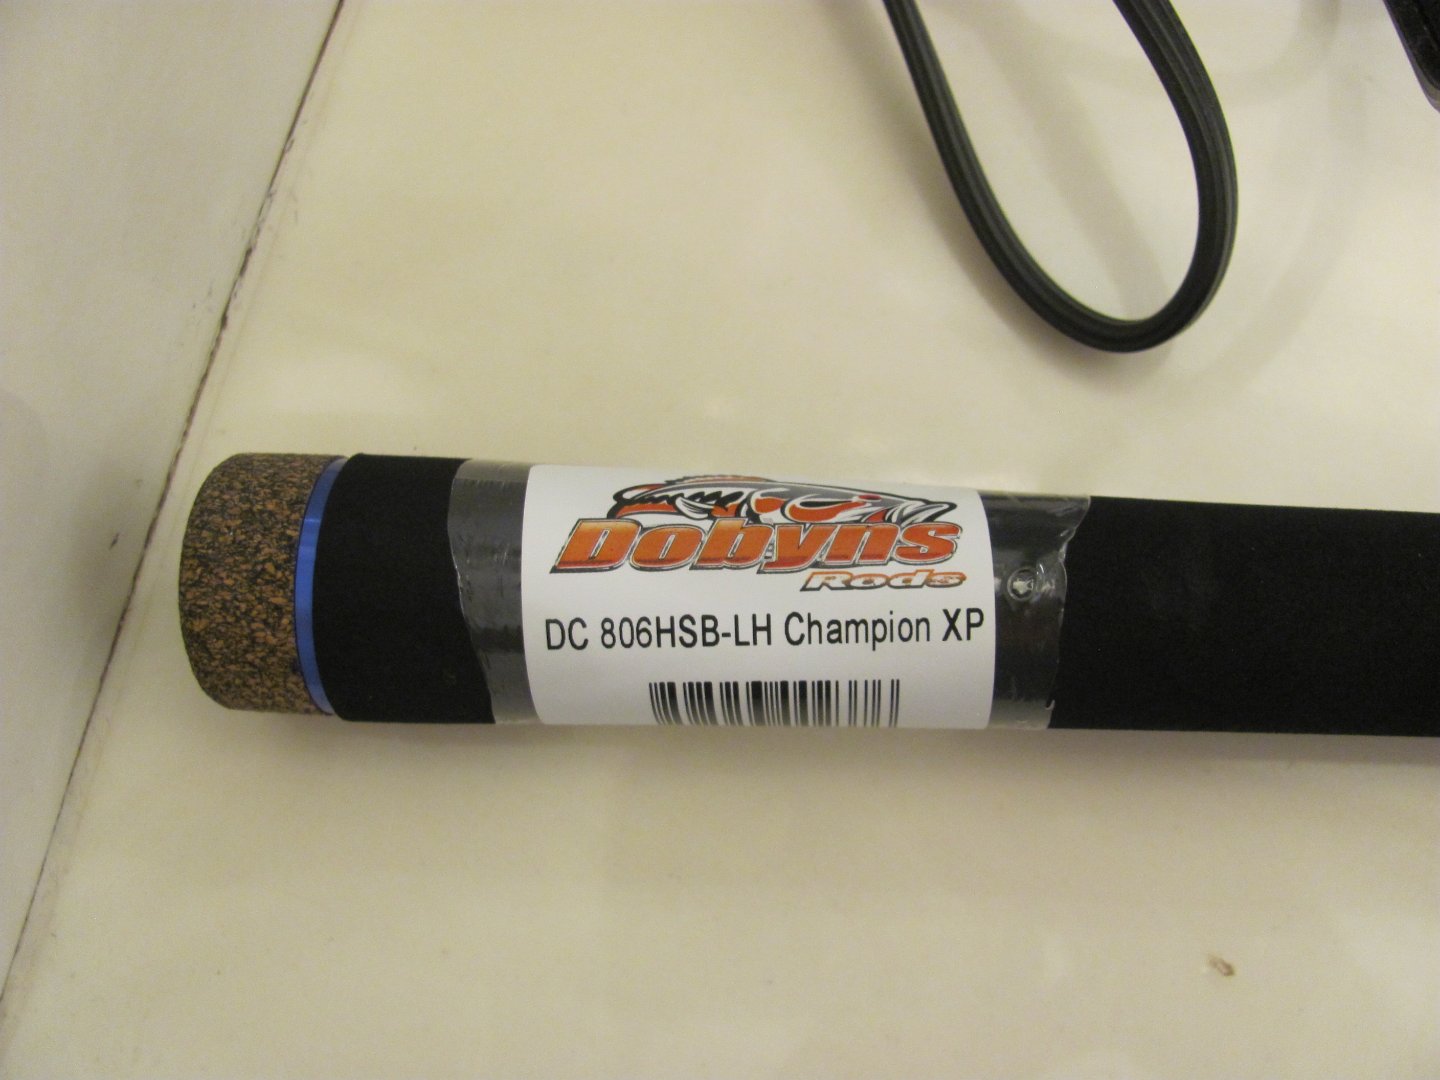 Dobyns
Rods
DC 806HSB-LH Champion XP